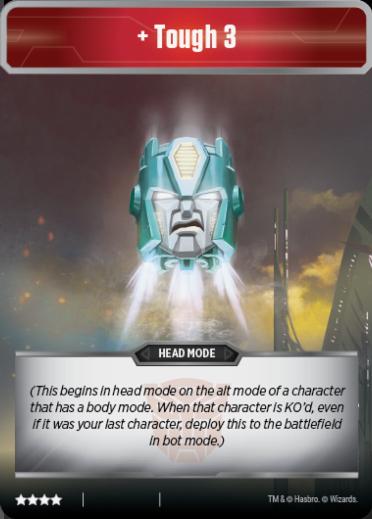 + Tough 3
HEAD MODE
(This begins in head mode on the alt mode of a character
that has a body mode. When that character is KO'd, even
if it was your last character, deploy this to the battlefield
in bot mode.)
★★★★
TM & © Hasbro. © Wizards.